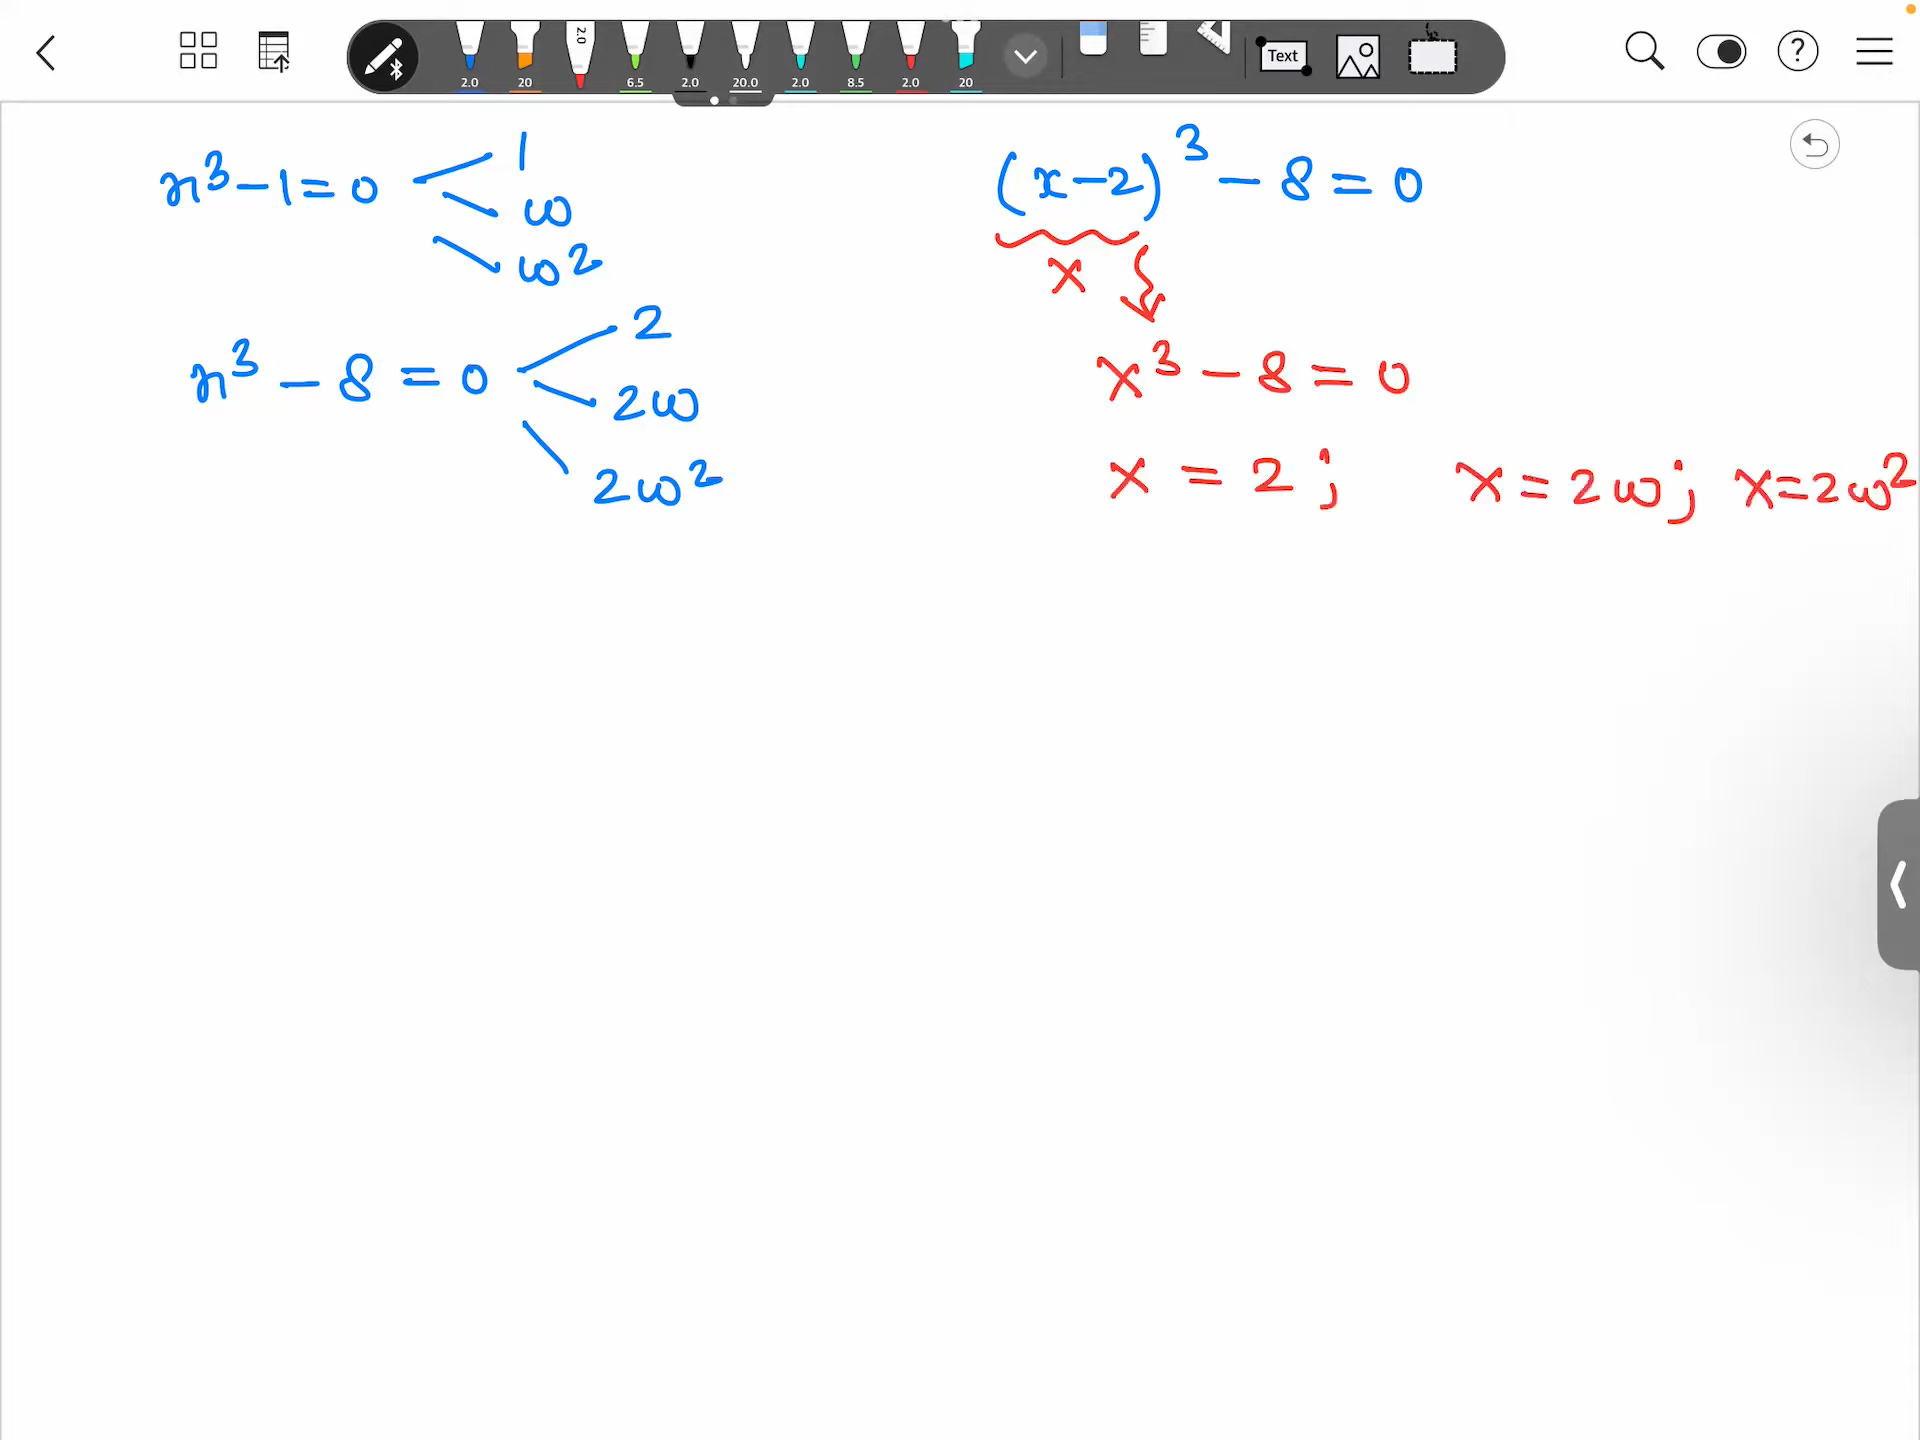 2.0 20 2.0 6.5 2.0 20.0 2.0 8.5 2.0 20 Text ?
x³-1=0 1
ω
ω²
x³-8=0 2
2ω
2ω²
(x-2)³-8=0
X
X³-8=0
X=2; X=2ω; X=2ω²